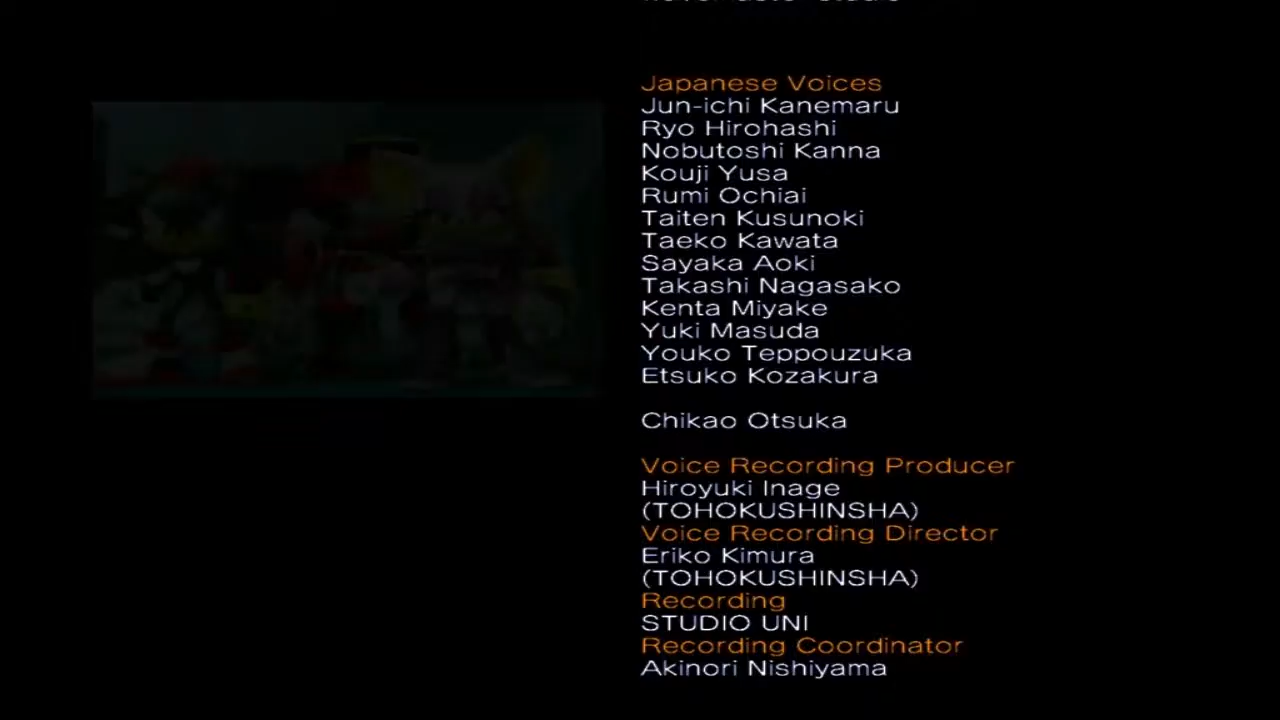 Japanese Voices
Jun-ichi Kanemaru
Ryo Hirohashi
Nobutoshi Kanna
Kouji Yusa
Rumi Ochiai
Taiten Kusunoki
Taeko Kawata
Sayaka Aoki
Takashi Nagasako
Kenta Miyake
Yuki Masuda
Youko Teppouzuka
Etsuko Kozakura
Chikao Otsuka
Voice Recording Producer
Hiroyuki Inage
(TOHOKUSHINSHA)
Voice Recording Director
Eriko Kimura
(TOHOKUSHINSHA)
Recording
STUDIO UNI
Recording Coordinator
Akinori Nishiyama